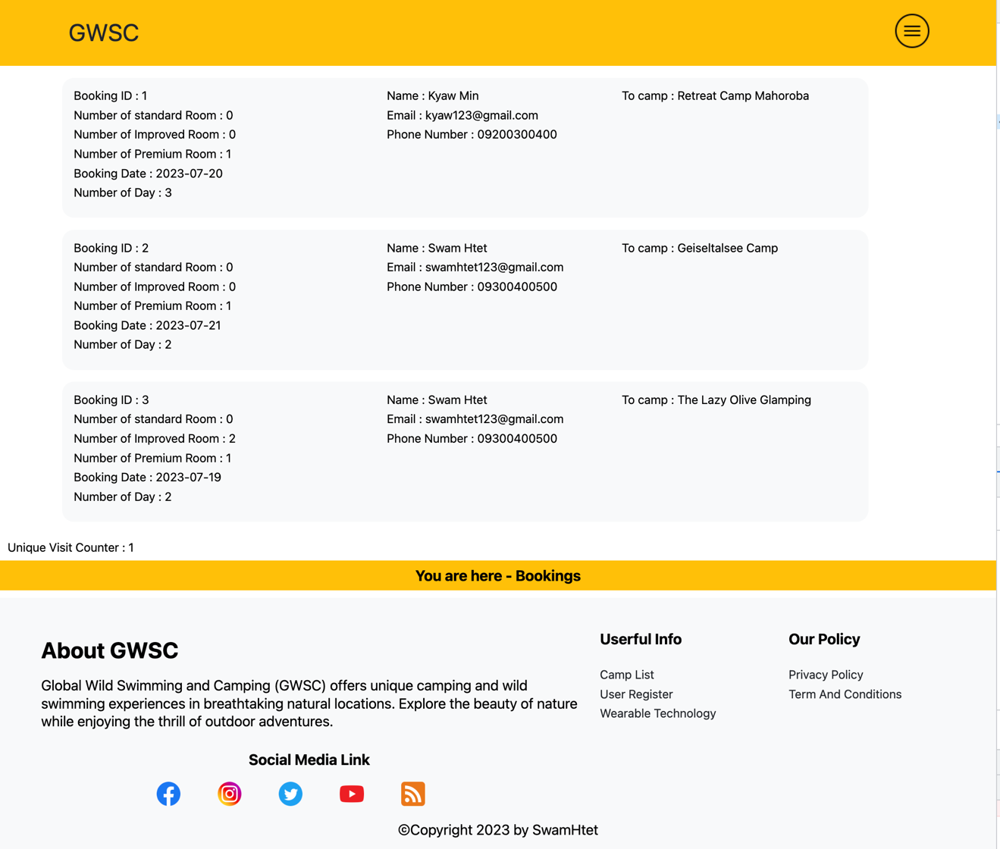 GWSC
Booking ID : 1
Number of standard Room : 0
Number of Improved Room : 0
Number of Premium Room : 1
Booking Date : 2023-07-20
Number of Day : 3
Name : Kyaw Min
Email : kyaw123@gmail.com
Phone Number : 09200300400
To camp : Retreat Camp Mahoroba
Booking ID : 2
Number of standard Room : 0
Number of Improved Room : 0
Number of Premium Room : 1
Booking Date : 2023-07-21
Number of Day : 2
Name : Swam Htet
Email : swamhtet123@gmail.com
Phone Number : 09300400500
To camp : Geiseltalsee Camp
Booking ID : 3
Number of standard Room : 0
Number of Improved Room : 2
Number of Premium Room : 1
Booking Date : 2023-07-19
Number of Day : 2
Name : Swam Htet
Email : swamhtet123@gmail.com
Phone Number : 09300400500
To camp : The Lazy Olive Glamping
Unique Visit Counter : 1
You are here - Bookings
About GWSC
Global Wild Swimming and Camping (GWSC) offers unique camping and wild
swimming experiences in breathtaking natural locations. Explore the beauty of nature
while enjoying the thrill of outdoor adventures.
Social Media Link
Userful Info
Camp List
User Register
Wearable Technology
Our Policy
Privacy Policy
Term And Conditions
©Copyright 2023 by SwamHtet